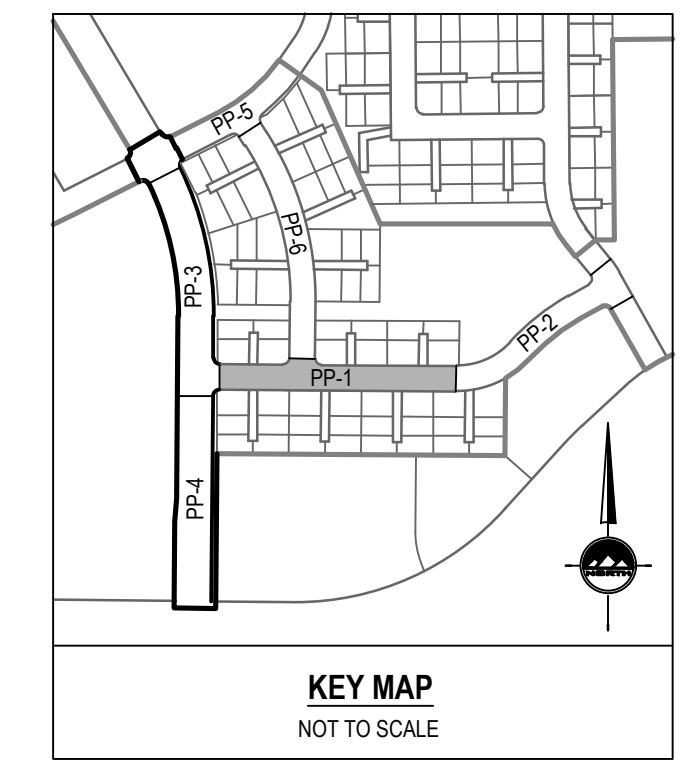 PP-5
PP-6
PP-3
PP-2
PP-1
PP-4
NORTH
KEY MAP
NOT TO SCALE